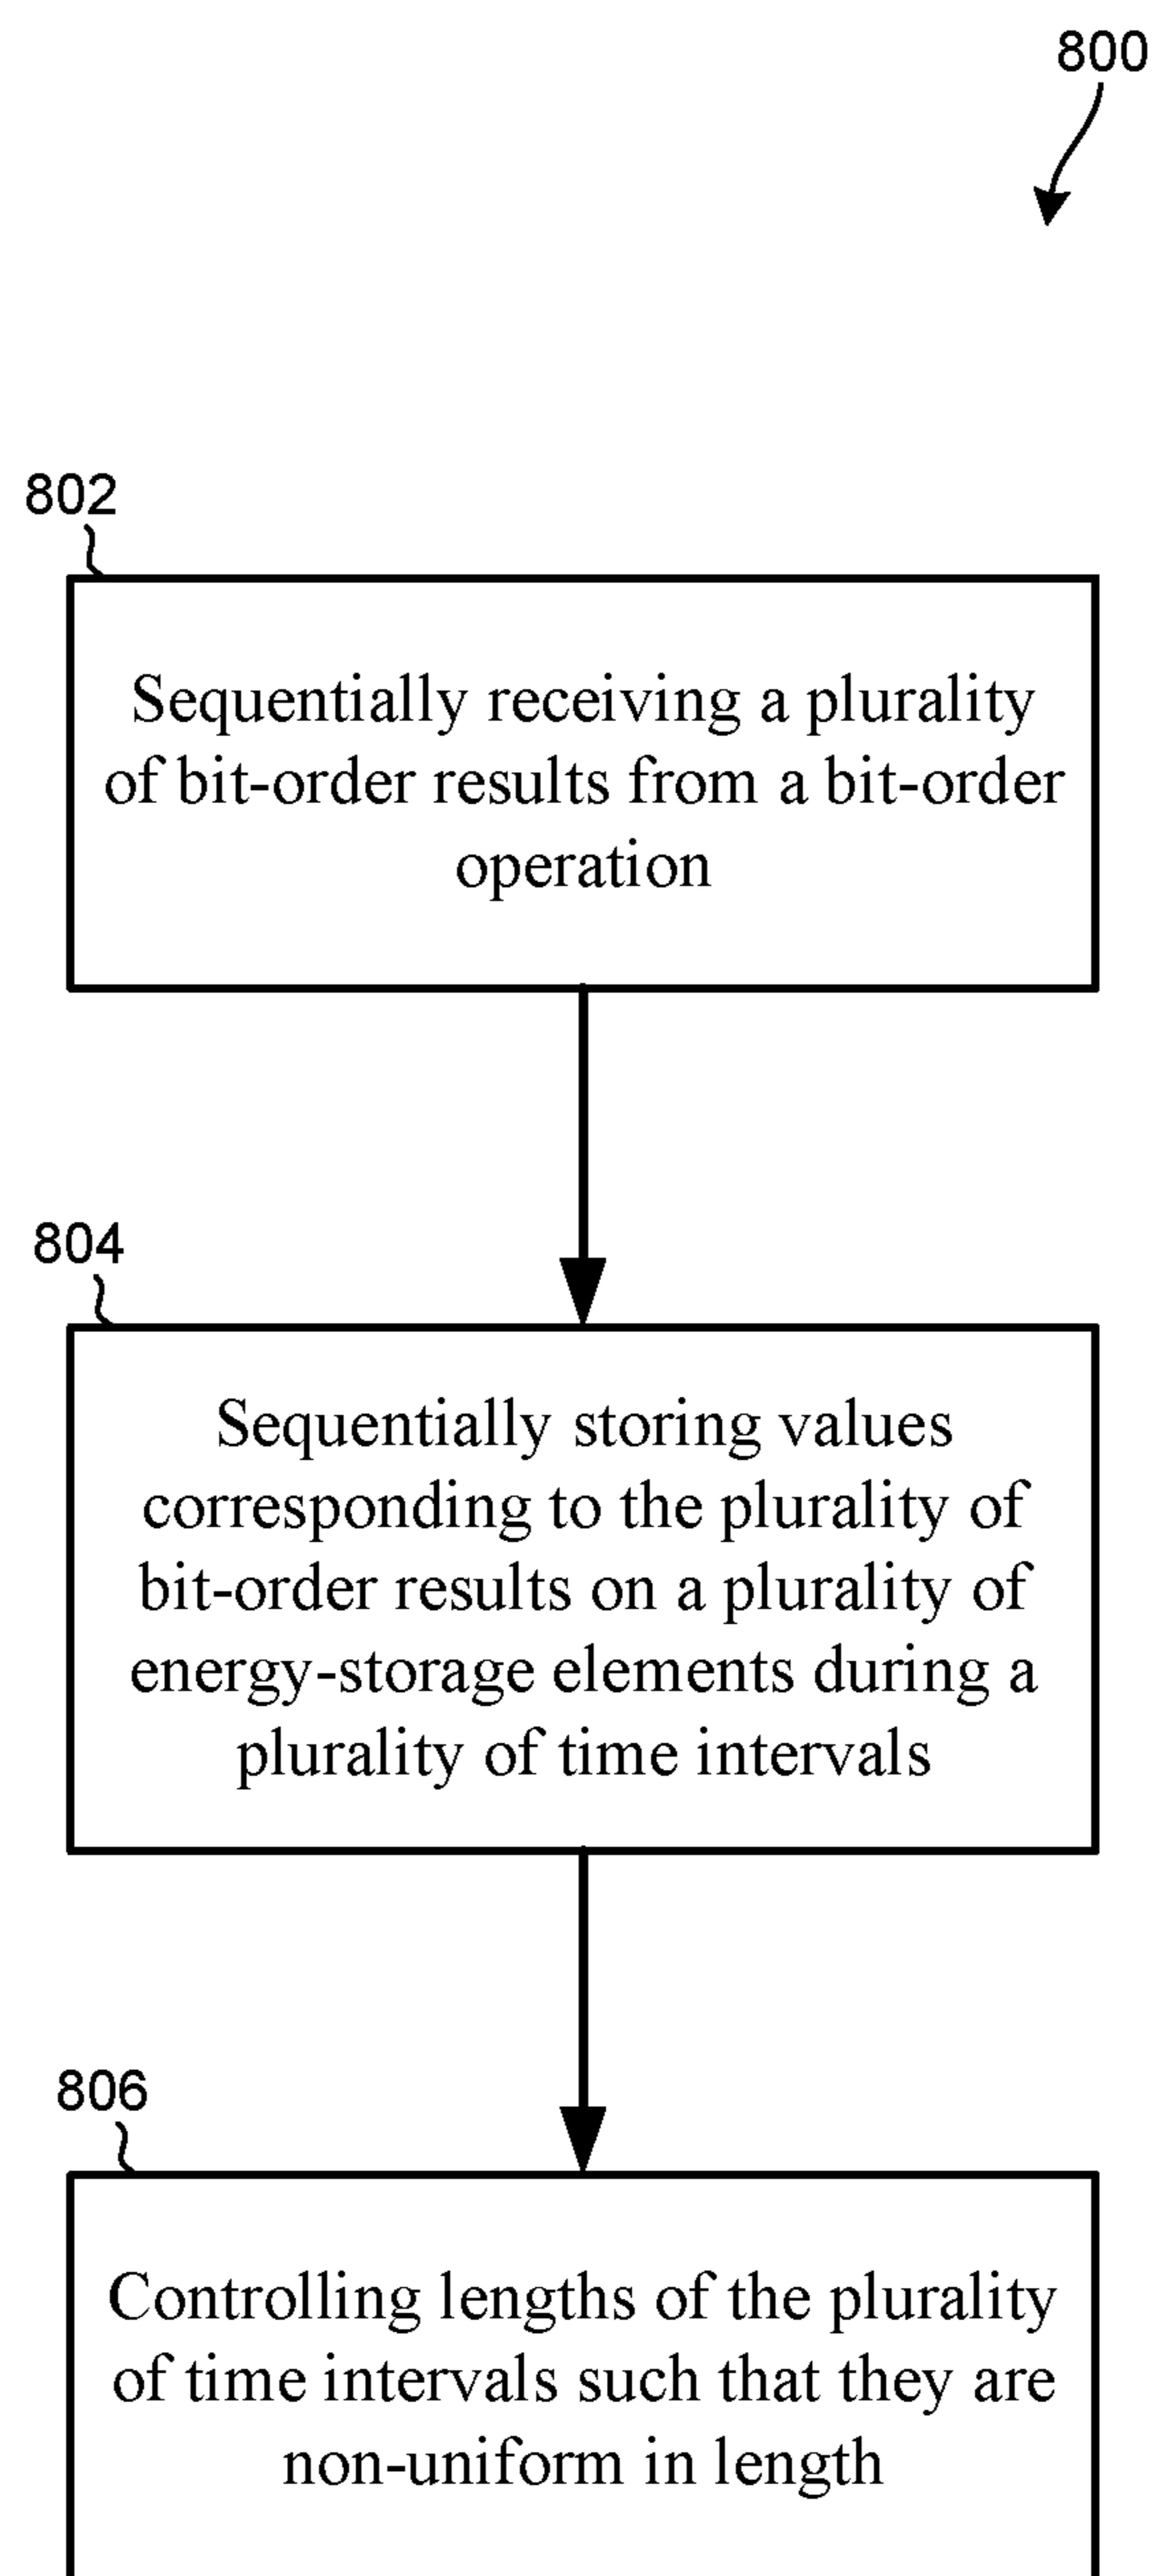 800
802
Sequentially receiving a plurality
of bit-order results from a bit-order
operation
804
Sequentially storing values
corresponding to the plurality of
bit-order results on a plurality of
energy-storage elements during a
plurality of time intervals
806
Controlling lengths of the plurality
of time intervals such that they are
non-uniform in length